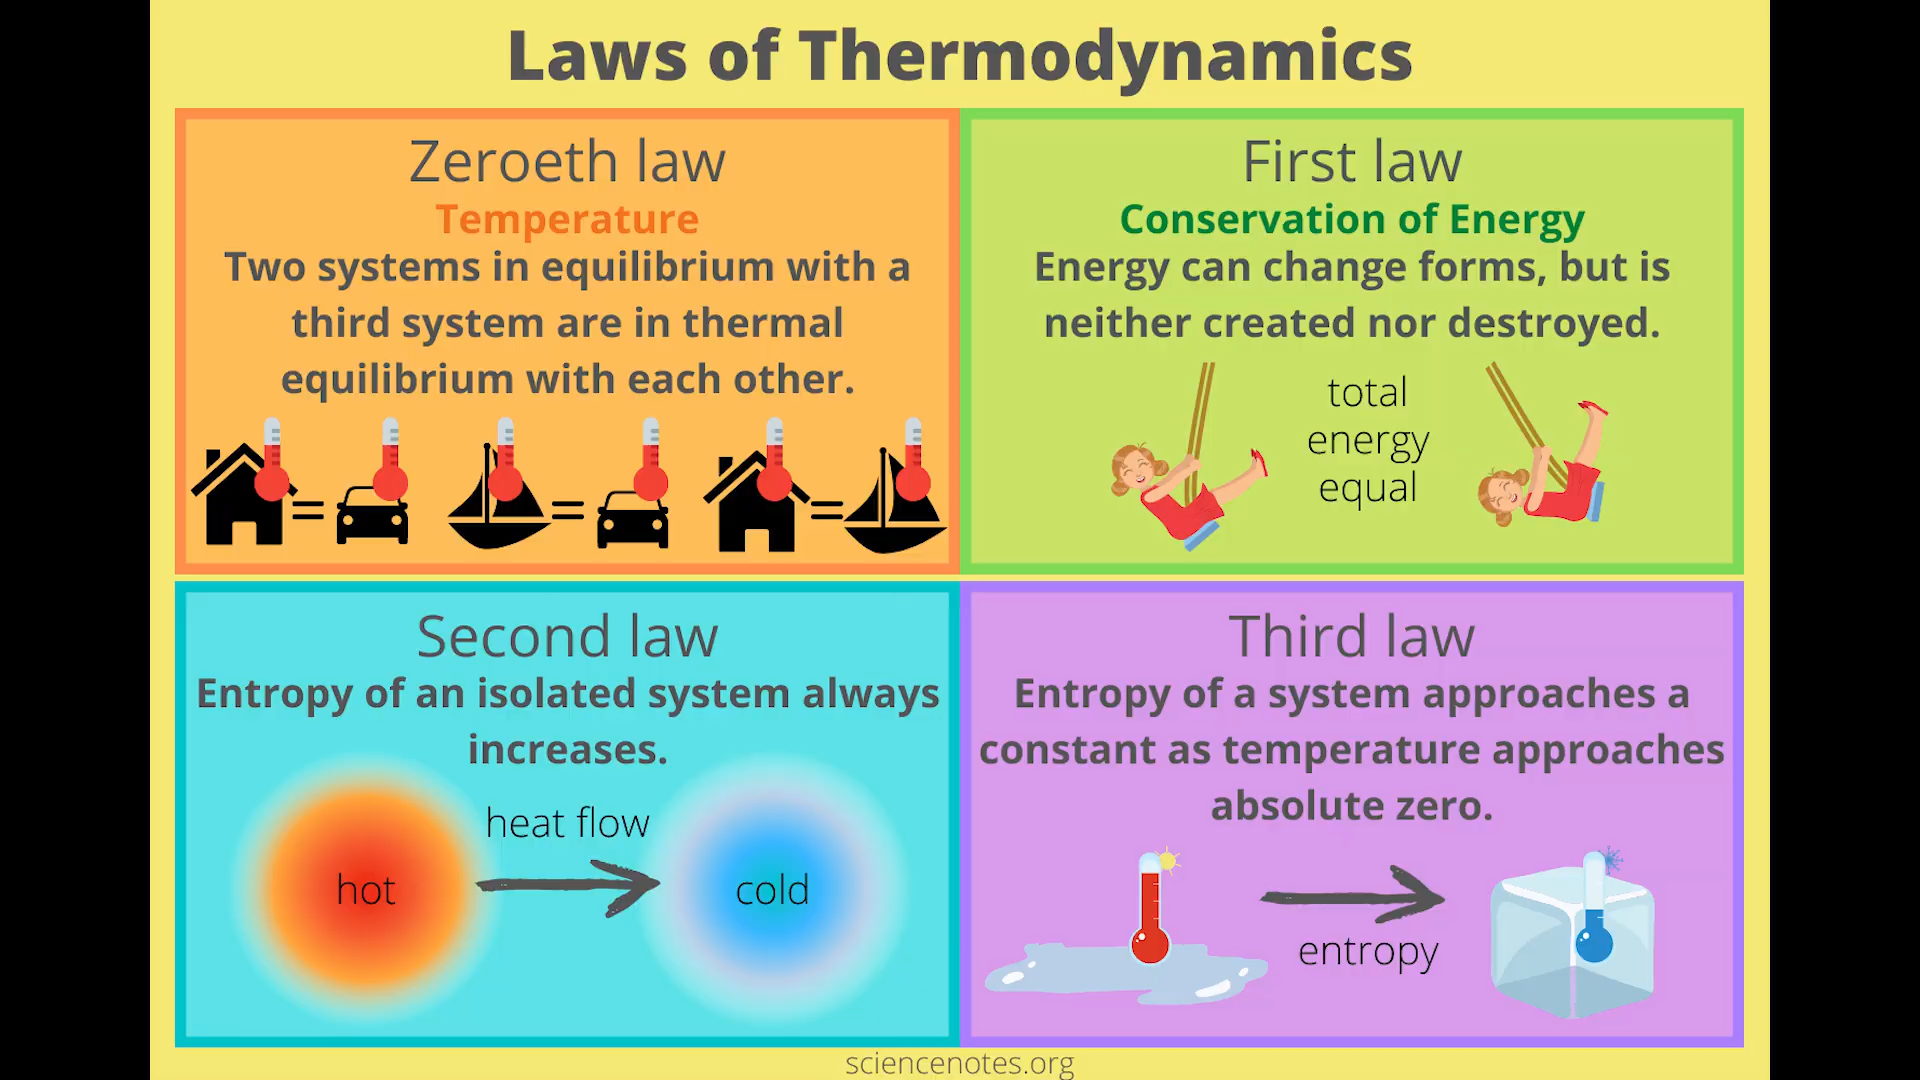 Laws of Thermodynamics
Zeroeth law
Temperature
Two systems in equilibrium with a
third system are in thermal
equilibrium with each other.
=
=
=
First law
Conservation of Energy
Energy can change forms, but is
neither created nor destroyed.
total
energy
equal
Second law
Entropy of an isolated system always
increases.
heat flow
hot
cold
Third law
Entropy of a system approaches a
constant as temperature approaches
absolute zero.
entropy
sciencenotes.org